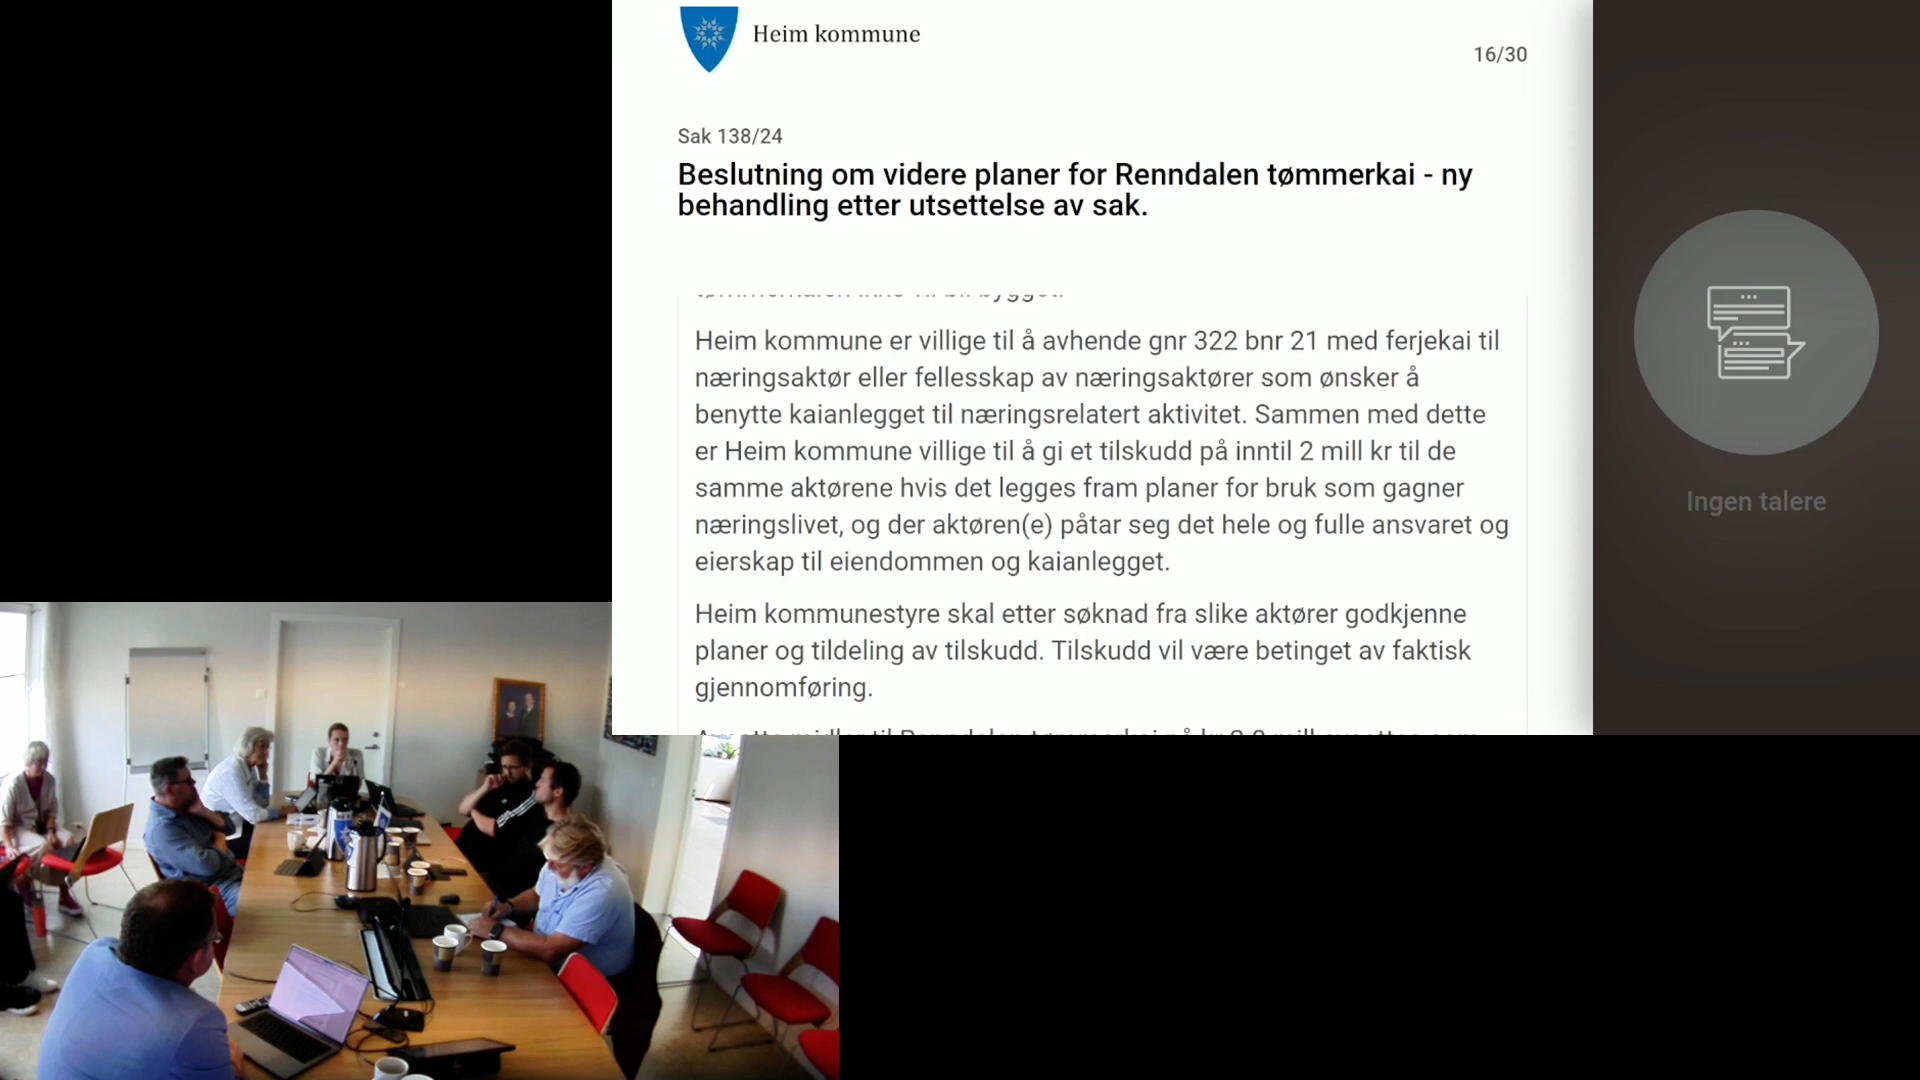 Heim kommune
16/30
Sak 138/24
Beslutning om videre planer for Renndalen tømmerkai - ny
behandling etter utsettelse av sak.
Heim kommune er villige til å avhende gnr 322 bnr 21 med ferjekai til
næringsaktør eller fellesskap av næringsaktører som ønsker å
benytte kaianlegget til næringsrelatert aktivitet. Sammen med dette
er Heim kommune villige til å gi et tilskudd på inntil 2 mill kr til de
samme aktørene hvis det legges fram planer for bruk som gagner
næringslivet, og der aktøren(e) påtar seg det hele og fulle ansvaret og
eierskap til eiendommen og kaianlegget.
Heim kommunestyre skal etter søknad fra slike aktører godkjenne
planer og tildeling av tilskudd. Tilskudd vil være betinget av faktisk
gjennomføring.
Ingen talere